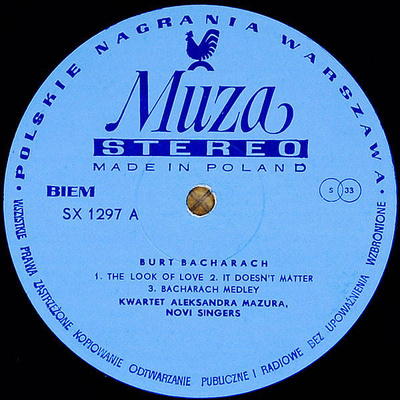 • POLSKIE NAGRANIA WARSZAWA •
Muza
STEREO
MADE IN POLAND
BIEM
SX 1297 A
S 33
BURT BACHARACH
1. THE LOOK OF LOVE 2. IT DOESN'T MATTER
3. BACHARACH MEDLEY
KWARTET ALEKSANDRA MAZURA,
NOVI SINGERS
WSZYSTKIE PRAWA ZASTRZEŻONE KOPIOWANIE ODTWARZANIE PUBLICZNE I RADIOWE BEZ UPOWAŻNIENIA WZBRONIONE